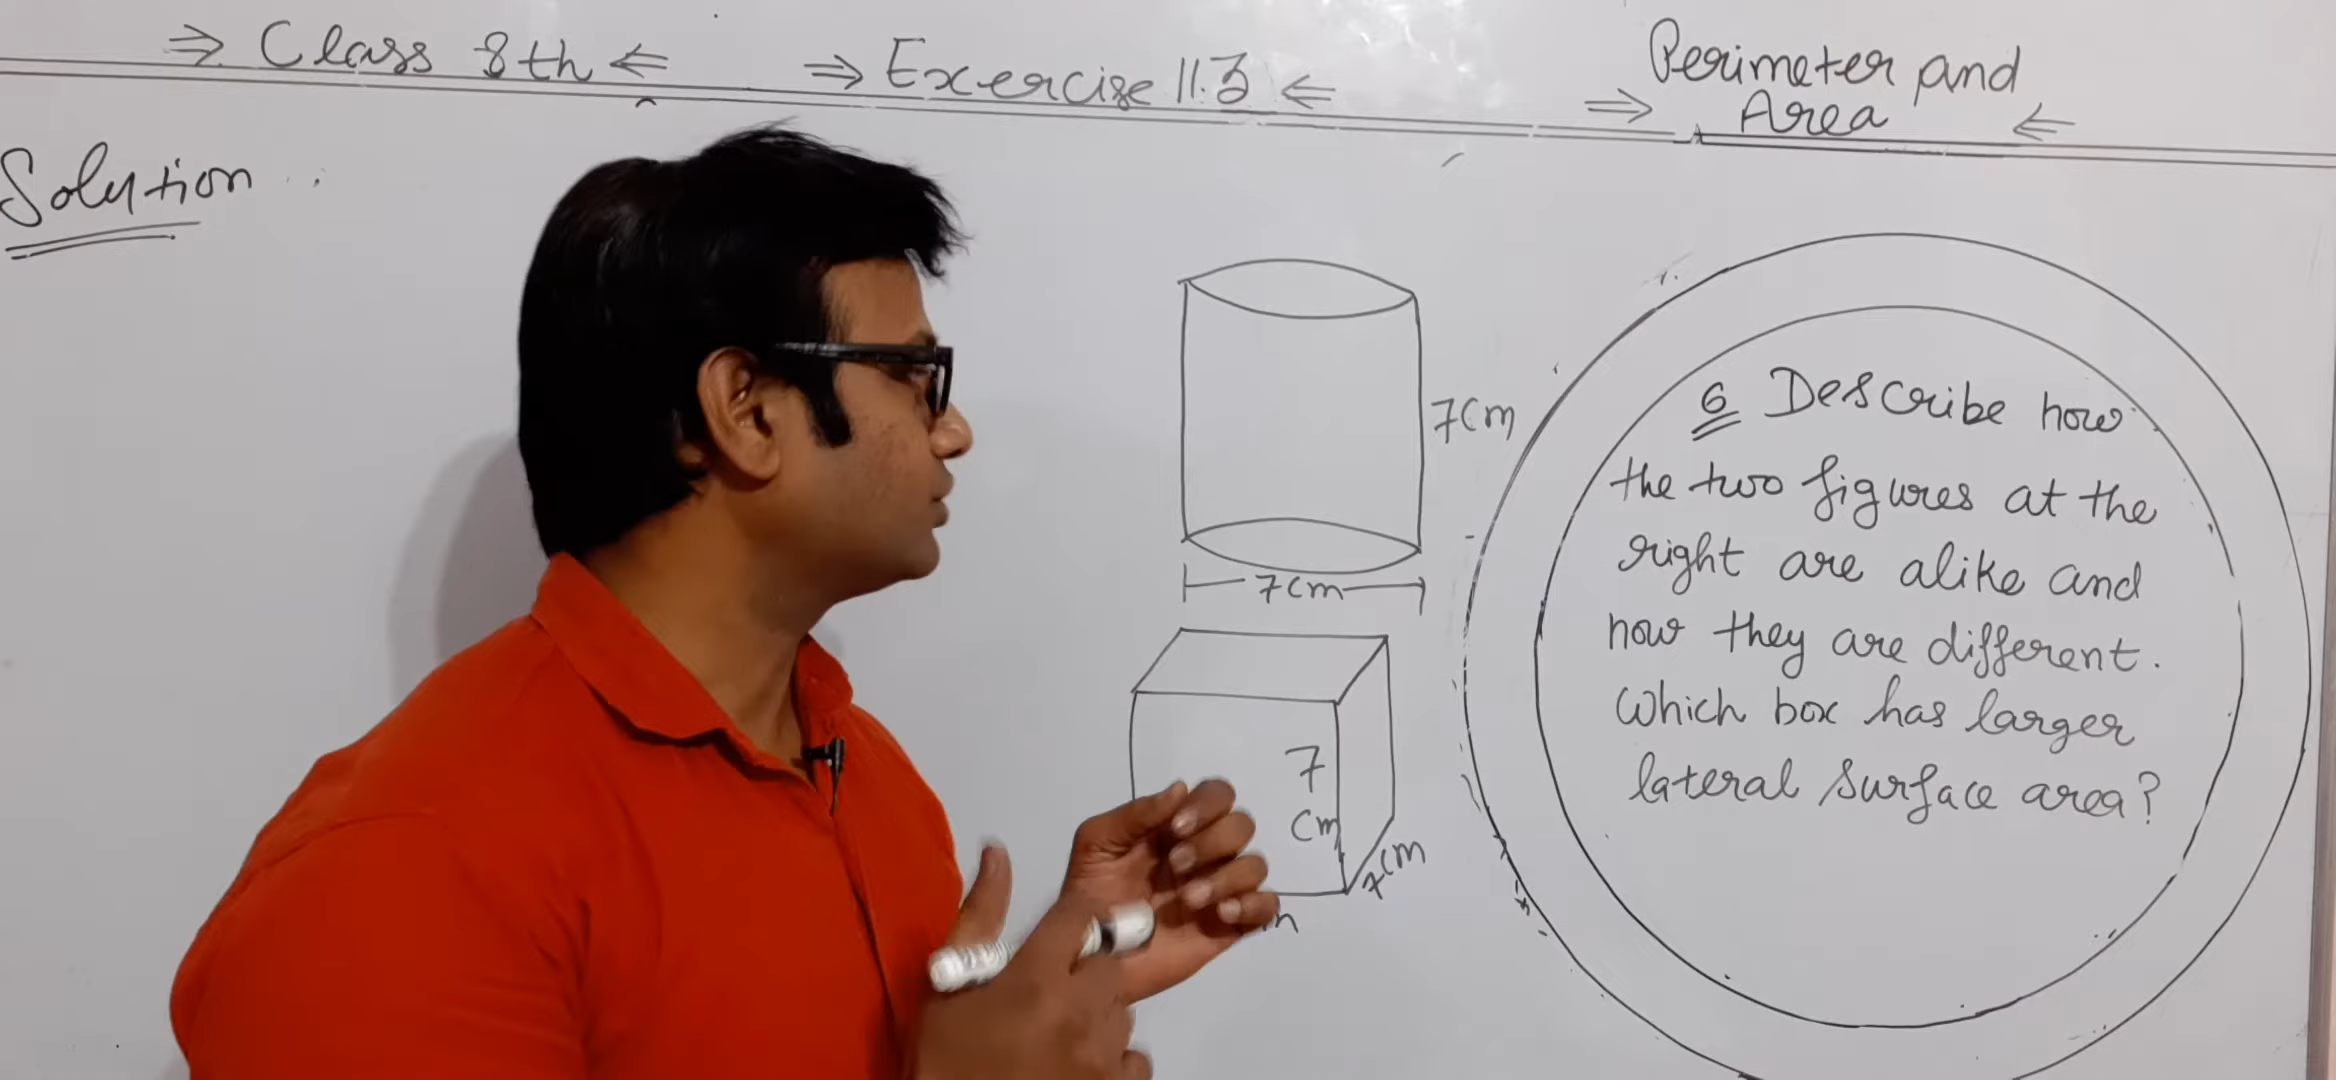 ⇒ Class 8th ⇐
⇒ Exercise 11.3 ⇐
Perimeter and
⇒ Area ⇐
Solution :
7cm
7cm
7
cm
7cm
6 Describe how
the two figures at the
right are alike and
how they are different.
Which box has larger
lateral surface area?